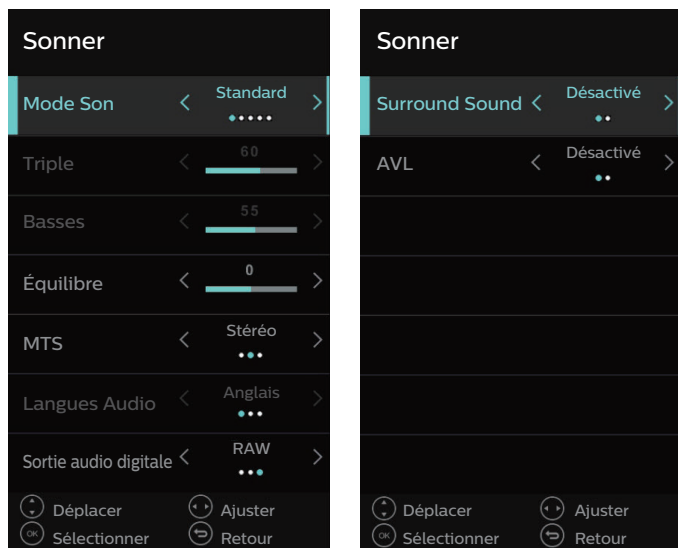 Sonner
Mode Son
Standard
Triple
60
Basses
55
Équilibre
0
MTS
Stéréo
Langues Audio
Anglais
Sortie audio digitale
RAW
Déplacer
Ajuster
OK
Sélectionner
Retour
Sonner
Surround Sound
Désactivé
AVL
Désactivé
Déplacer
Ajuster
OK
Sélectionner
Retour